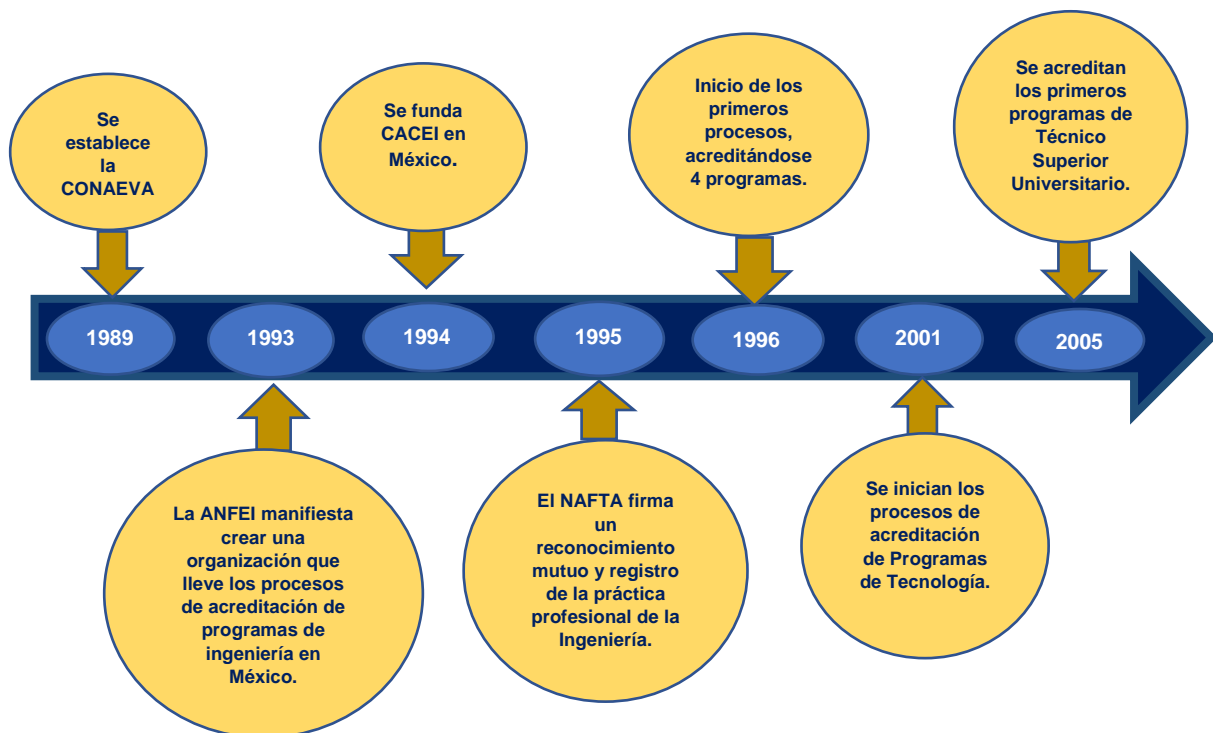 Se
establece
la
CONAEVA
Se funda
CACEI en
México.
Inicio de los
primeros
procesos,
acreditándose
4 programas.
Se acreditan
los primeros
programas de
Técnico
Superior
Universitario.
1989
1993
1994
1995
1996
2001
2005
La ANFEI manifiesta
crear una
organización que
lleve los procesos
de acreditación de
programas de
ingeniería en
México.
El NAFTA firma
un
reconocimiento
mutuo y registro
de la práctica
profesional de la
Ingeniería.
Se inician los
procesos de
acreditación
de Programas
de Tecnología.